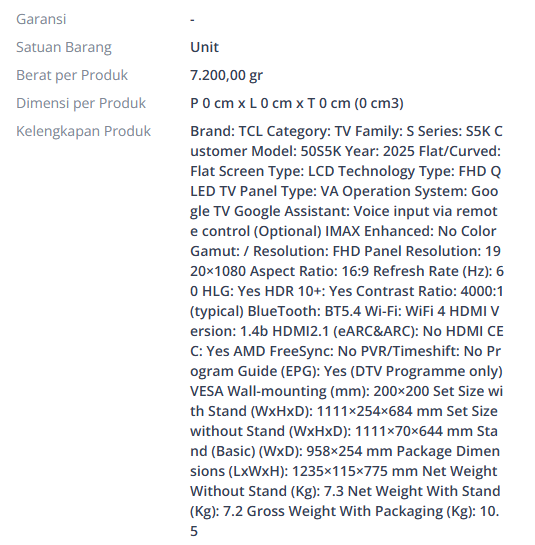 Garansi -
Satuan Barang Unit
Berat per Produk 7.200,00 gr
Dimensi per Produk P 0 cm x L 0 cm x T 0 cm (0 cm3)
Kelengkapan Produk Brand: TCL Category: TV Family: S Series: S5K C
ustomer Model: 50S5K Year: 2025 Flat/Curved:
Flat Screen Type: LCD Technology Type: FHD Q
LED TV Panel Type: VA Operation System: Goo
gle TV Google Assistant: Voice input via remot
e control (Optional) IMAX Enhanced: No Color
Gamut: / Resolution: FHD Panel Resolution: 19
20×1080 Aspect Ratio: 16:9 Refresh Rate (Hz): 6
0 HLG: Yes HDR 10+: Yes Contrast Ratio: 4000:1
(typical) BlueTooth: BT5.4 Wi-Fi: WiFi 4 HDMI V
ersion: 1.4b HDMI2.1 (eARC&ARC): No HDMI CE
C: Yes AMD FreeSync: No PVR/Timeshift: No Pr
ogram Guide (EPG): Yes (DTV Programme only)
VESA Wall-mounting (mm): 200×200 Set Size wi
th Stand (WxHxD): 1111×254×684 mm Set Size
without Stand (WxHxD): 1111×70×644 mm Sta
nd (Basic) (WxD): 958×254 mm Package Dimen
sions (LxWxH): 1235×115×775 mm Net Weight
Without Stand (Kg): 7.3 Net Weight With Stand
(Kg): 7.2 Gross Weight With Packaging (Kg): 10.
5